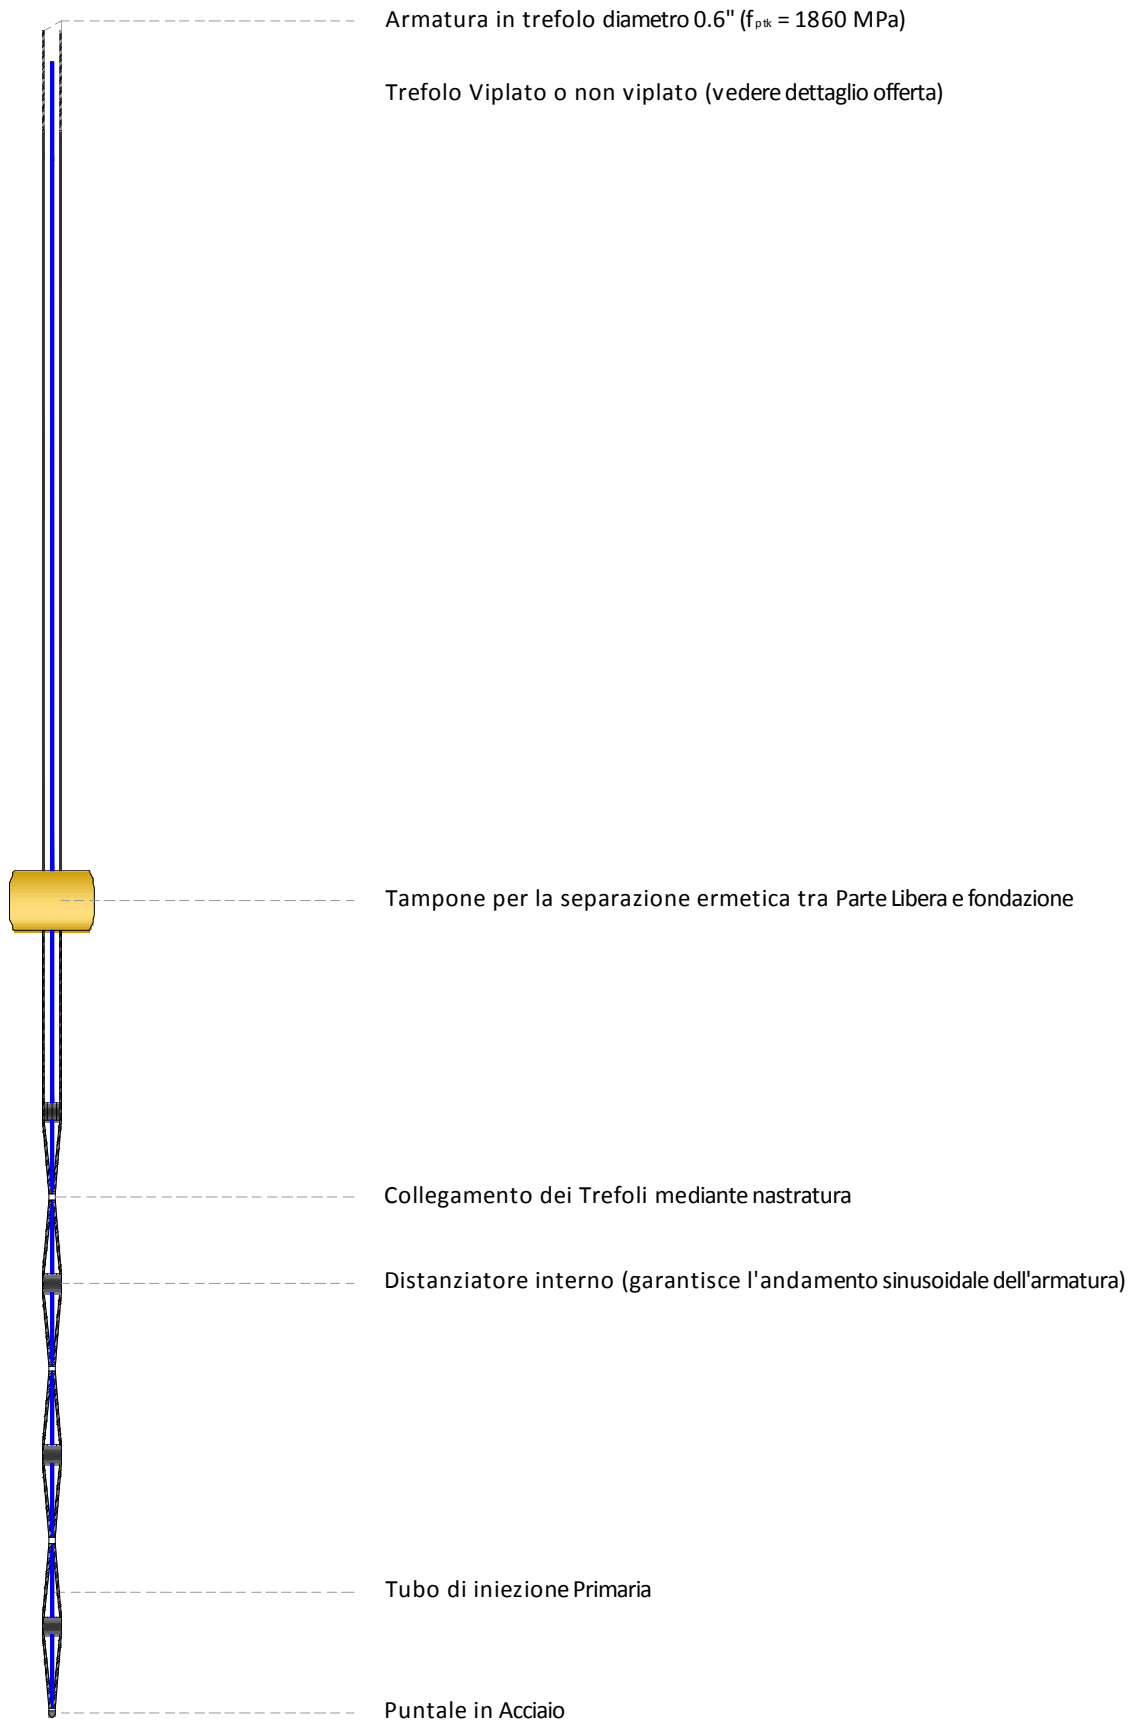 Armatura in trefolo diametro 0.6" (fptk = 1860 MPa)
Trefolo Viplato o non viplato (vedere dettaglio offerta)
Tampone per la separazione ermetica tra Parte Libera e fondazione
Collegamento dei Trefoli mediante nastratura
Distanziatore interno (garantisce l'andamento sinusoidale dell'armatura)
Tubo di iniezione Primaria
Puntale in Acciaio